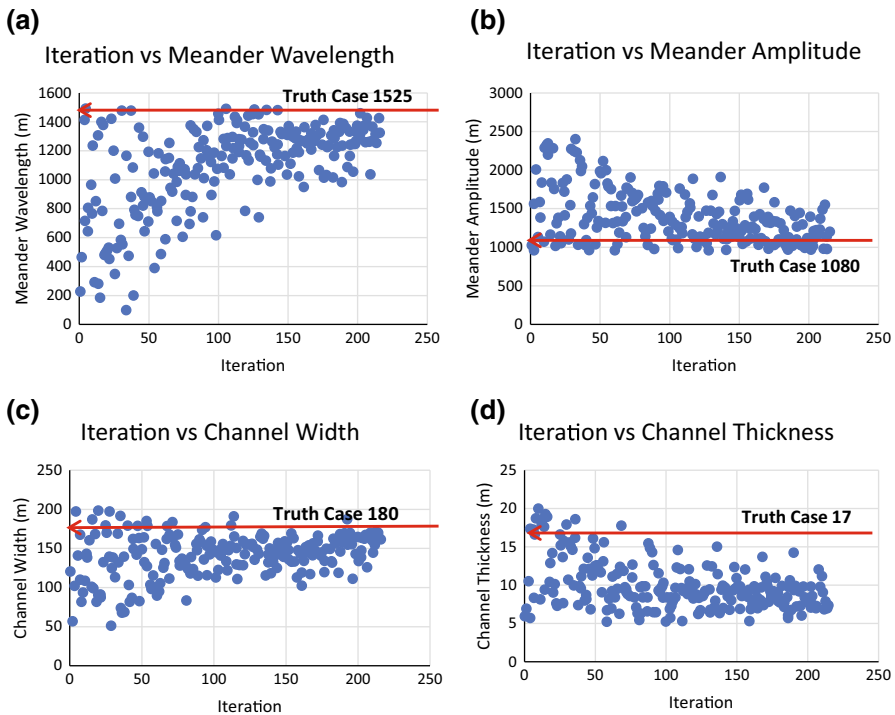 (a)
Iteration vs Meander Wavelength
Truth Case 1525
Meander Wavelength (m)
1600
1400
1200
1000
800
600
400
200
0
0 50 100 150 200 250
Iteration
(b)
Iteration vs Meander Amplitude
Meander Amplitude (m)
3000
2500
2000
1500
1000
500
0
Truth Case 1080
0 50 100 150 200 250
Iteration
(c)
Iteration vs Channel Width
Channel Width (m)
250
200
150
100
50
0
Truth Case 180
0 50 100 150 200 250
Iteration
(d)
Iteration vs Channel Thickness
Channel Thickness (m)
25
20
15
10
5
0
Truth Case 17
0 50 100 150 200 250
Iteration